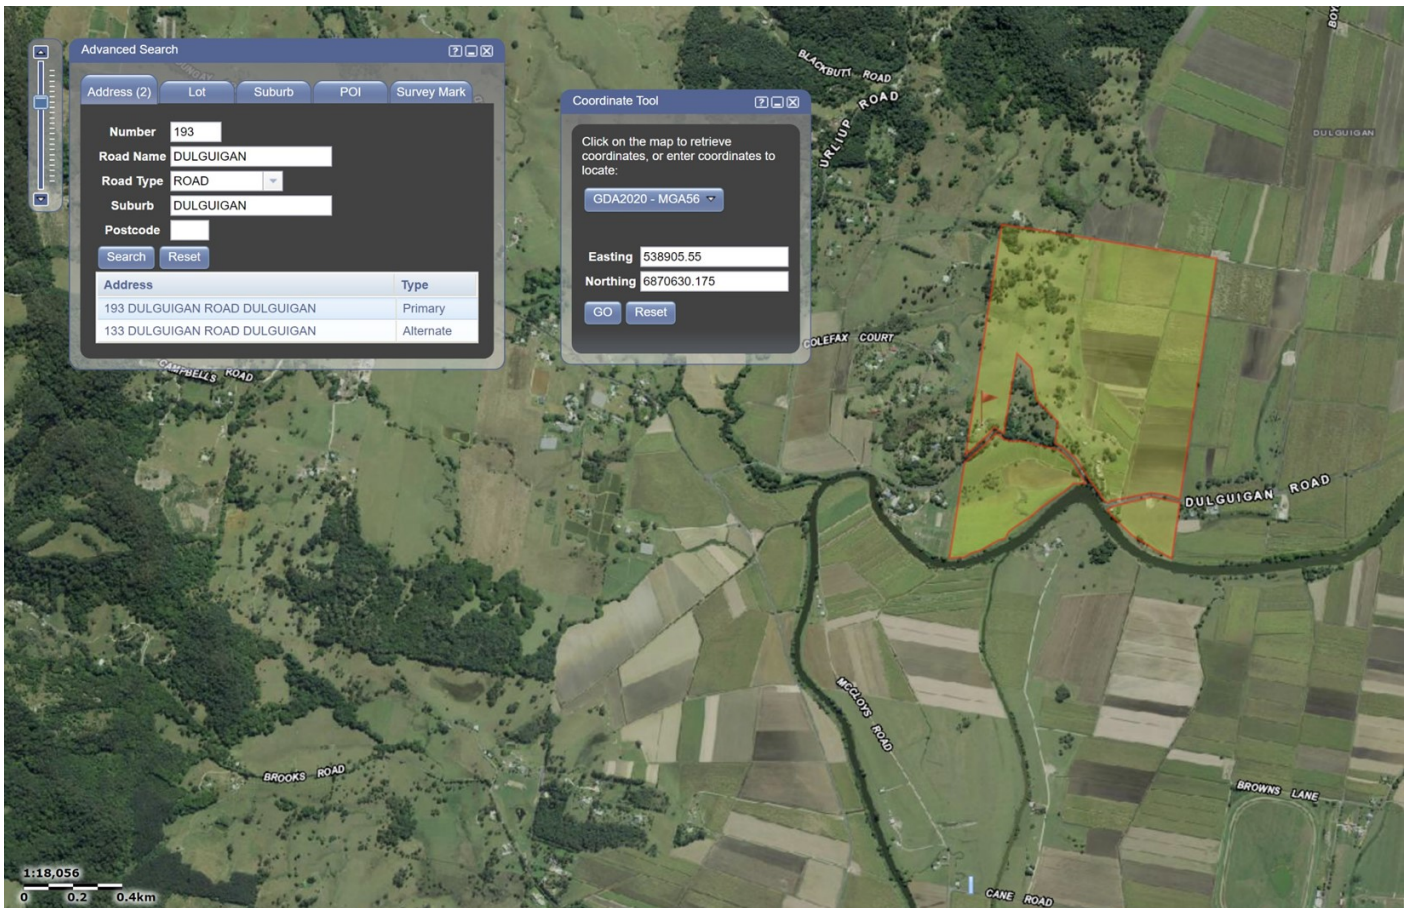 Advanced Search
Address (2)
Lot
Suburb
POI
Survey Mark
Number 193
Road Name DULGUIGAN
Road Type ROAD
Suburb DULGUIGAN
Postcode
Search Reset
Address Type
193 DULGUIGAN ROAD DULGUIGAN Primary
133 DULGUIGAN ROAD DULGUIGAN Alternate
Coordinate Tool
Click on the map to retrieve
coordinates, or enter coordinates to
locate:
GDA2020 - MGA56
Easting 538905.55
Northing 6870630.175
GO Reset
BLACKBUTT ROAD
URLIUP ROAD
DULGUIGAN
COLEFAX COURT
CAMPBELLS ROAD
DULGUIGAN ROAD
MCCLOYS ROAD
BROOKS ROAD
BROWNS LANE
CANE ROAD
1:18,056
0 0.2 0.4km